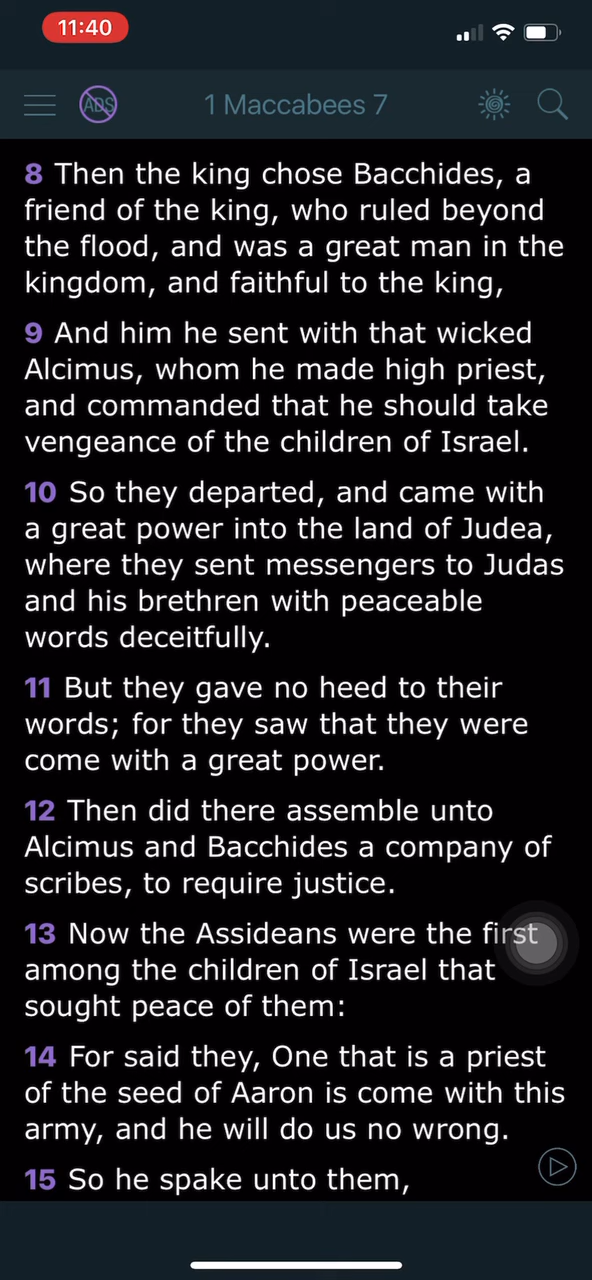 11:40
ADS
1 Maccabees 7
8 Then the king chose Bacchides, a
friend of the king, who ruled beyond
the flood, and was a great man in the
kingdom, and faithful to the king,
9 And him he sent with that wicked
Alcimus, whom he made high priest,
and commanded that he should take
vengeance of the children of Israel.
10 So they departed, and came with
a great power into the land of Judea,
where they sent messengers to Judas
and his brethren with peaceable
words deceitfully.
11 But they gave no heed to their
words; for they saw that they were
come with a great power.
12 Then did there assemble unto
Alcimus and Bacchides a company of
scribes, to require justice.
13 Now the Assideans were the first
among the children of Israel that
sought peace of them:
14 For said they, One that is a priest
of the seed of Aaron is come with this
army, and he will do us no wrong.
15 So he spake unto them,